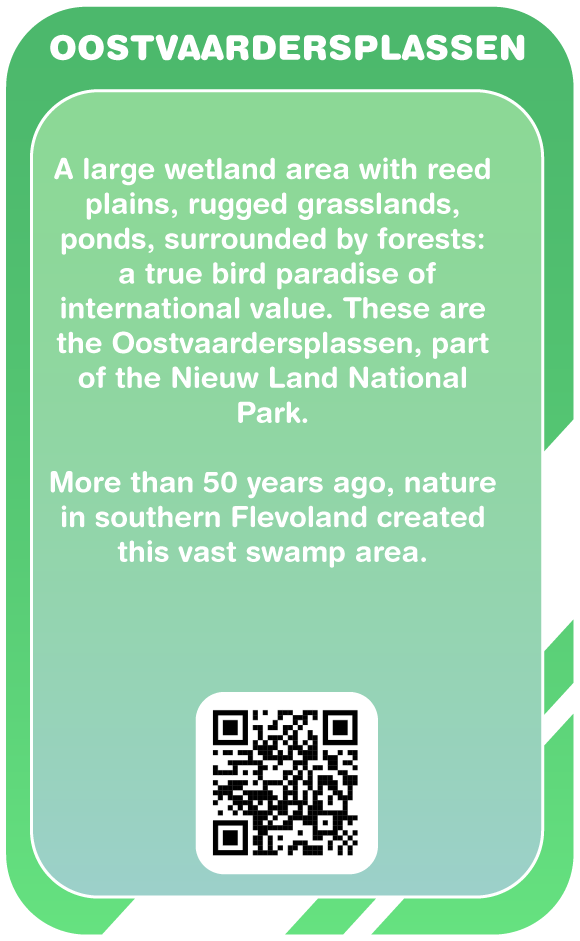 OOSTVAARDERSPLASSEN
A large wetland area with reed
plains, rugged grasslands,
ponds, surrounded by forests:
a true bird paradise of
international value. These are
the Oostvaardersplassen, part
of the Nieuw Land National
Park.
More than 50 years ago, nature
in southern Flevoland created
this vast swamp area.